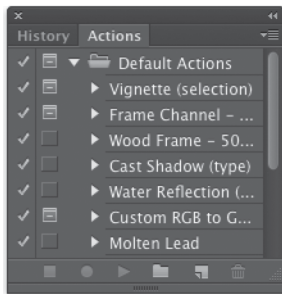 History Actions
Default Actions
Vignette (selection)
Frame Channel - ...
Wood Frame - 50...
Cast Shadow (type)
Water Reflection (...
Custom RGB to G...
Molten Lead